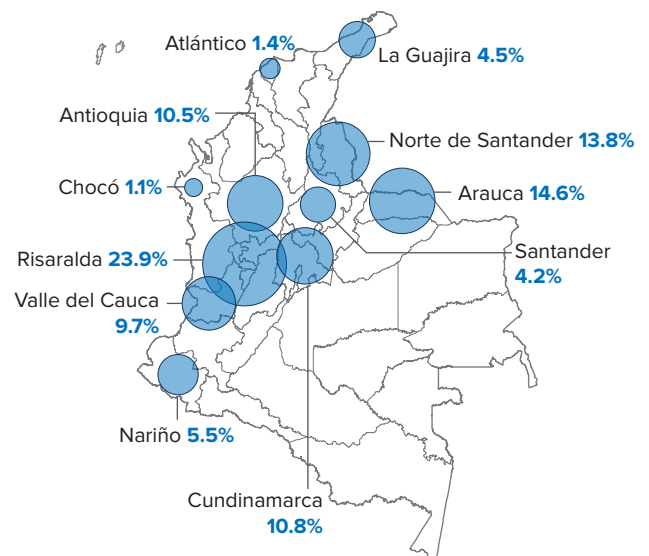 Atlántico 1.4%
La Guajira 4.5%
Antioquia 10.5%
Norte de Santander 13.8%
Chocó 1.1%
Arauca 14.6%
Risaralda 23.9%
Santander
4.2%
Valle del Cauca
9.7%
Nariño 5.5%
Cundinamarca
10.8%